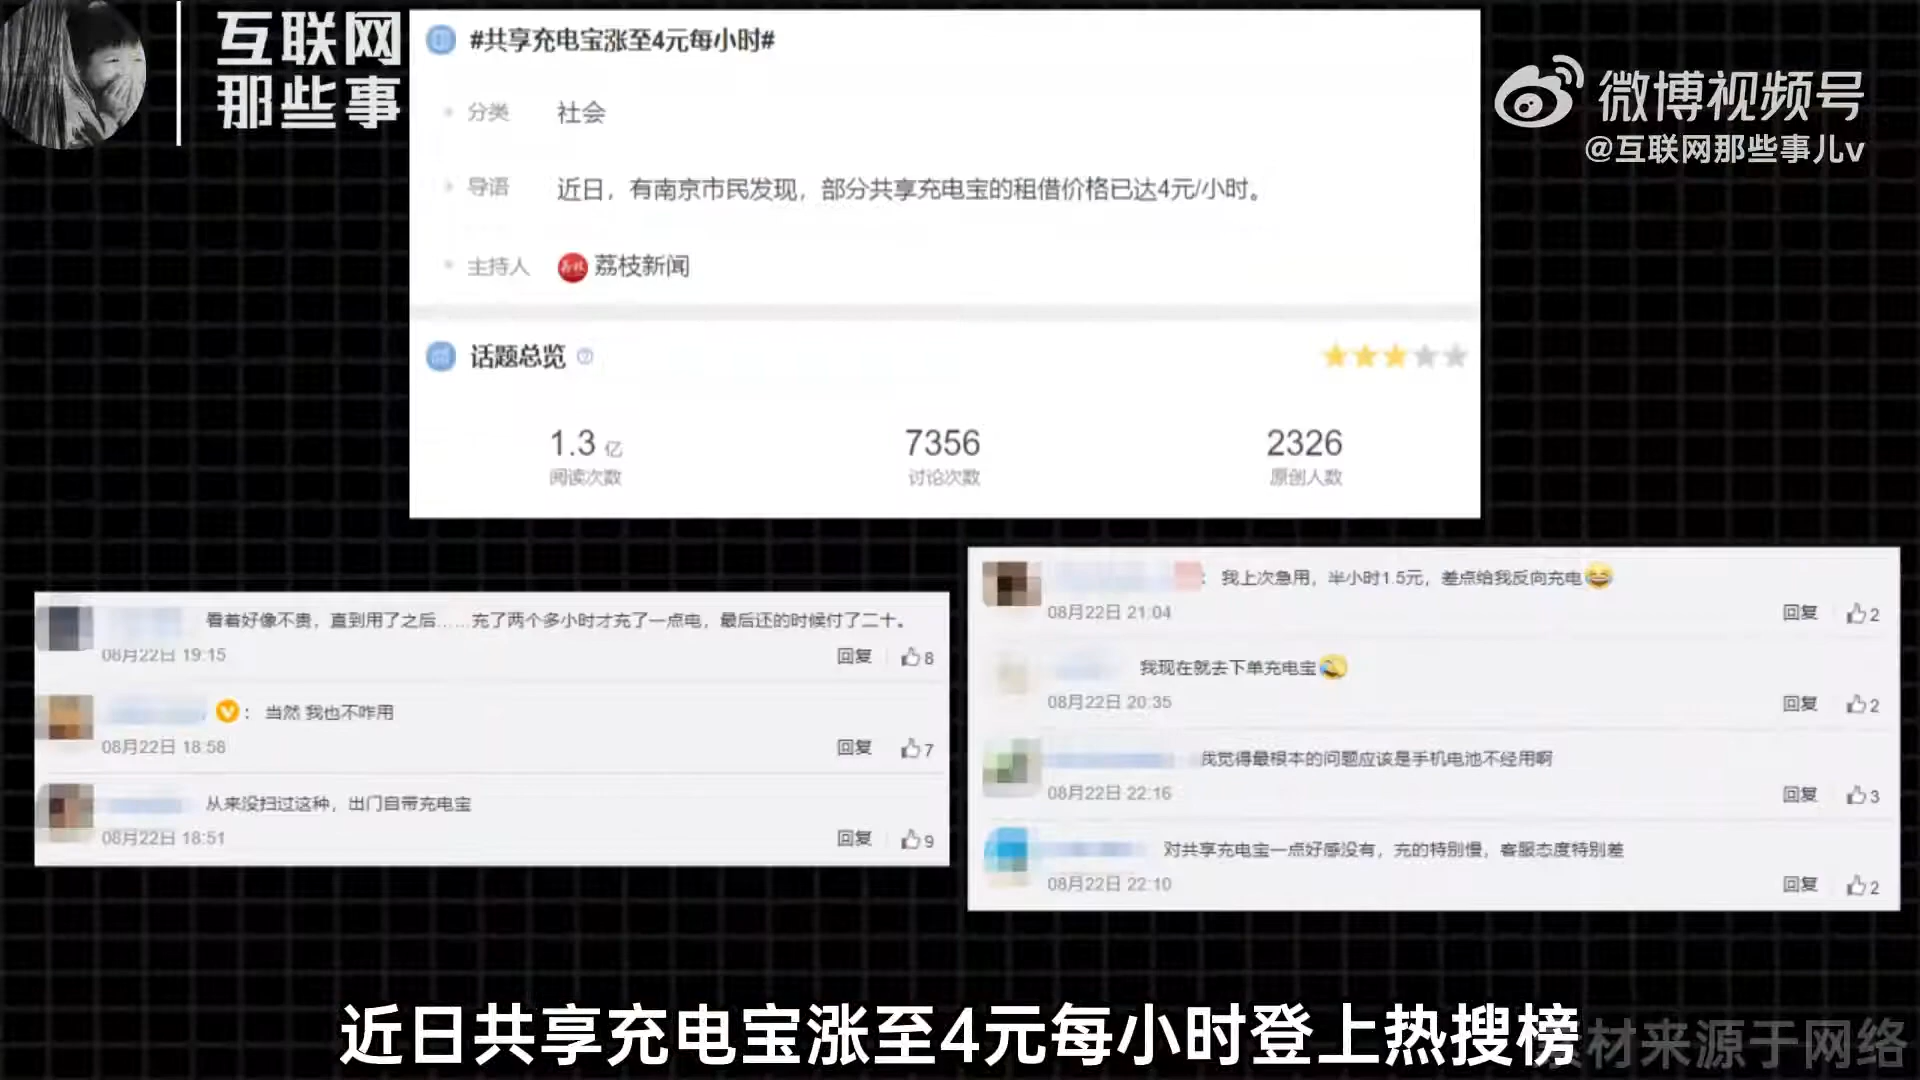 互联网
那些事
#共享充电宝涨至4元每小时#
分类 社会
导语 近日，有南京市民发现，部分共享充电宝的租借价格已达4元/小时。
主持人 荔枝新闻
话题总览
1.3亿 7356 2326
阅读次数 讨论次数 原创人数
微博视频号
@互联网那些事儿v
看着好像不贵，直到用了之后……充了两个多小时才充了一点电，最后还的时候付了二十。
08月22日 19:15 回复 8
： 当然 我也不咋用
08月22日 18:58 回复 7
从来没扫过这种，出门自带充电宝
08月22日 18:51 回复 9
：我上次急用，半小时1.5元，差点给我反向充电😂
08月22日 21:04 回复 2
我现在就去下单充电宝🤣
08月22日 20:35 回复 2
我觉得最根本的问题应该是手机电池不经用啊
08月22日 22:16 回复 3
对共享充电宝一点好感没有，充的特别慢，客服态度特别差
08月22日 22:10 回复 2
近日共享充电宝涨至4元每小时登上热搜榜
素材来源于网络